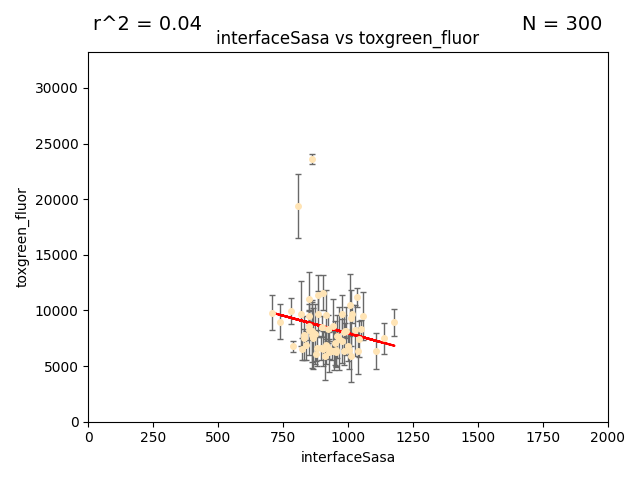 r^2 = 0.04
N = 300
interfaceSasa vs toxgreen_fluor
30000
25000
20000
15000
10000
5000
0
toxgreen_fluor
0 250 500 750 1000 1250 1500 1750 2000
interfaceSasa